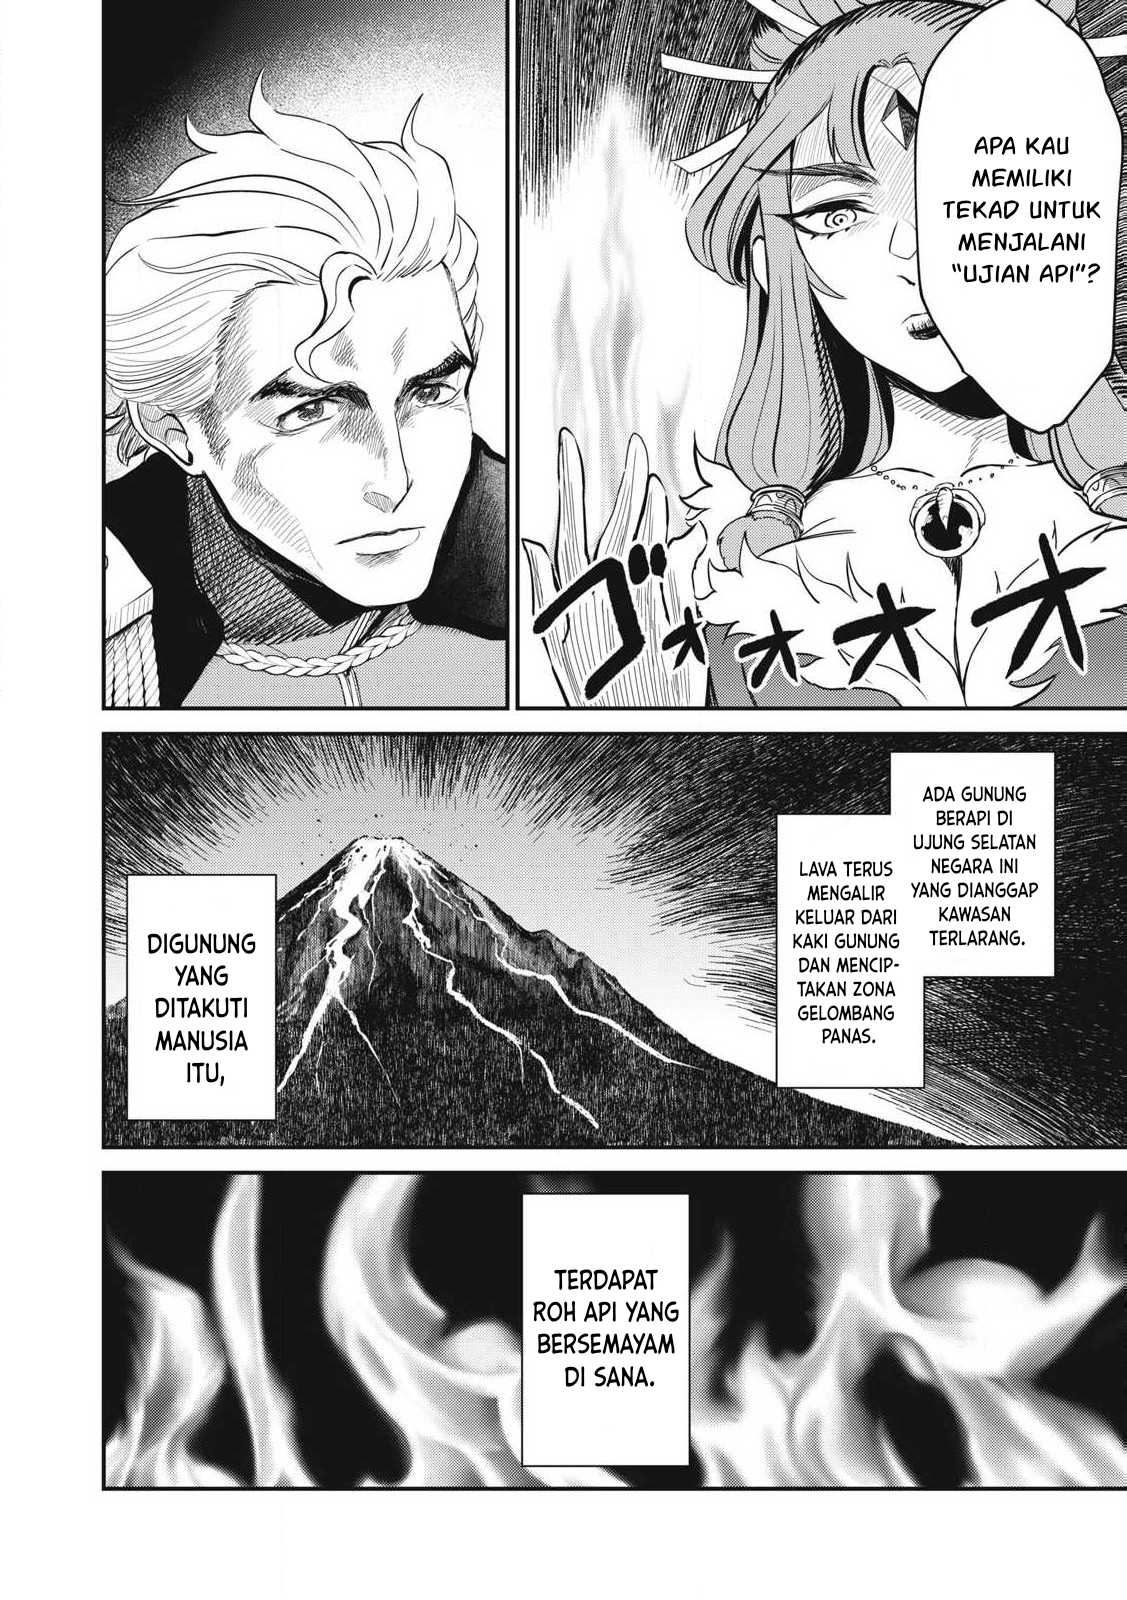 APA KAU
MEMILIKI
TEKAD UNTUK
MENJALANI
“UJIAN API”?
ゴォォォォ
ADA GUNUNG
BERAPI DI
UJUNG SELATAN
NEGARA INI
YANG DIANGGAP
KAWASAN
TERLARANG.
LAVA TERUS
MENGALIR
KELUAR DARI
KAKI GUNUNG
DAN MENCIP-
TAKAN ZONA
GELOMBANG
PANAS.
DIGUNUNG
YANG
DITAKUTI
MANUSIA
ITU,
TERDAPAT
ROH API YANG
BERSEMAYAM
DI SANA.